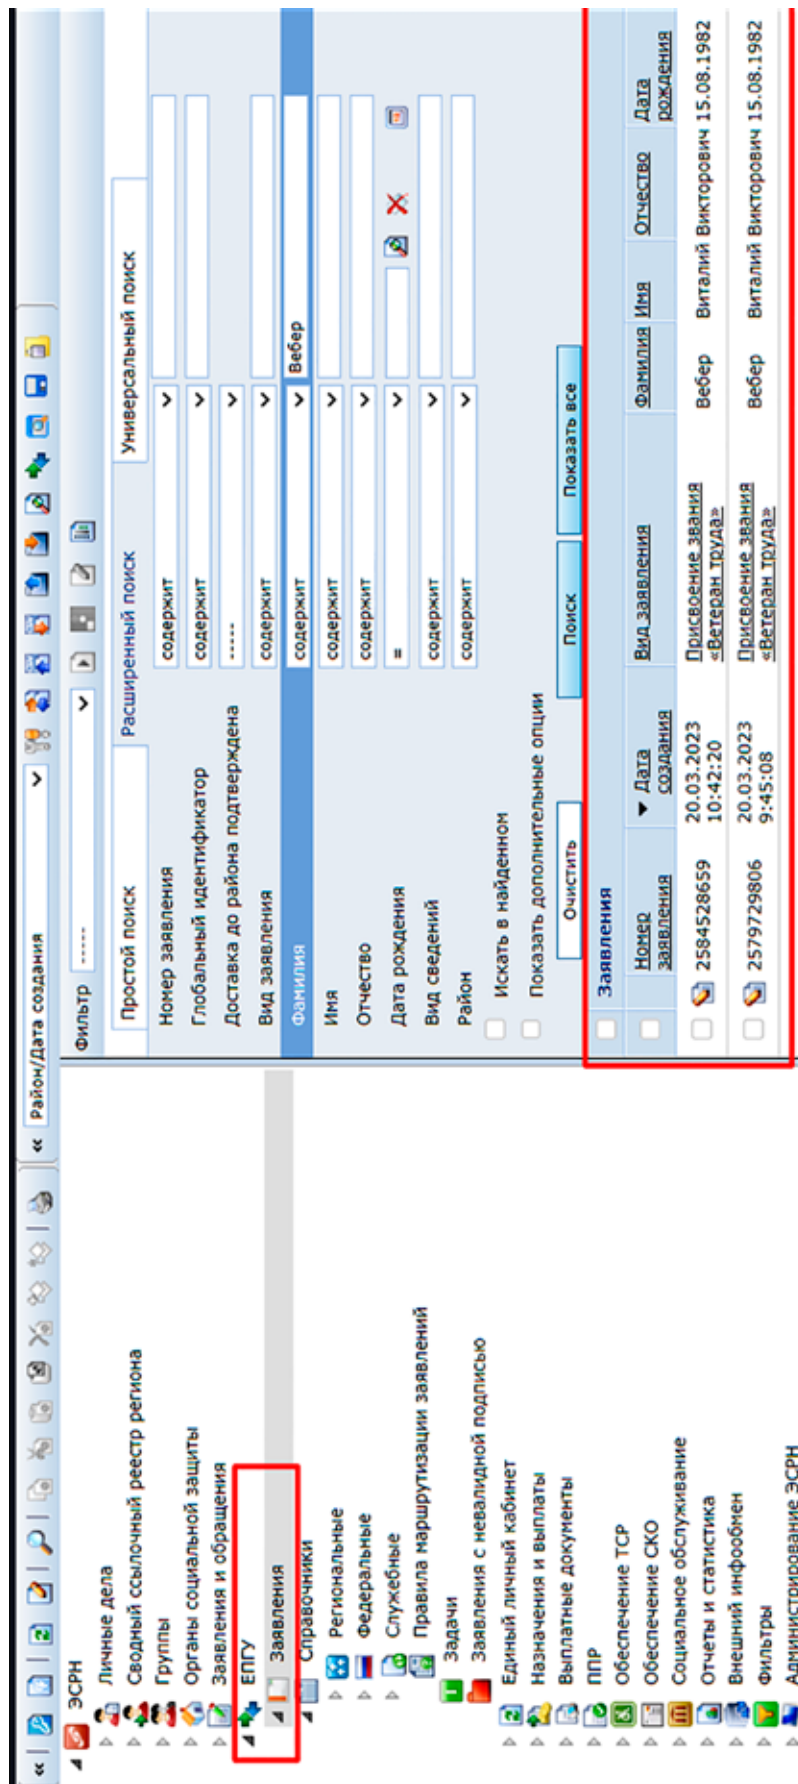 «
« Район/Дата создания
ЭСРН
Личные дела
Сводный ссылочный реестр региона
Группы
Органы социальной защиты
Заявления и обращения
ЕПГУ
Заявления
Справочники
Региональные
Федеральные
Служебные
Правила маршрутизации заявлений
Задачи
Заявления с невалидной подписью
Единый личный кабинет
Назначения и выплаты
Выплатные документы
ППР
Обеспечение ТСР
Обеспечение СКО
Социальное обслуживание
Отчеты и статистика
Внешний инфообмен
Фильтры
Администрирование ЭСРН
Фильтр -----
Простой поиск Расширенный поиск Универсальный поиск
Номер заявления содержит
Глобальный идентификатор содержит
Доставка до района подтверждена -----
Вид заявления содержит
Фамилия содержит Вебер
Имя содержит
Отчество содержит
Дата рождения =
Вид сведений содержит
Район содержит
Искать в найденном
Показать дополнительные опции
Очистить Поиск Показать все
Заявления
Номер заявления ▼ Дата создания Вид заявления Фамилия Имя Отчество Дата рождения
2584528659 20.03.2023 10:42:20 Присвоение звания «Ветеран труда» Вебер Виталий Викторович 15.08.1982
2579729806 20.03.2023 9:45:08 Присвоение звания «Ветеран труда» Вебер Виталий Викторович 15.08.1982